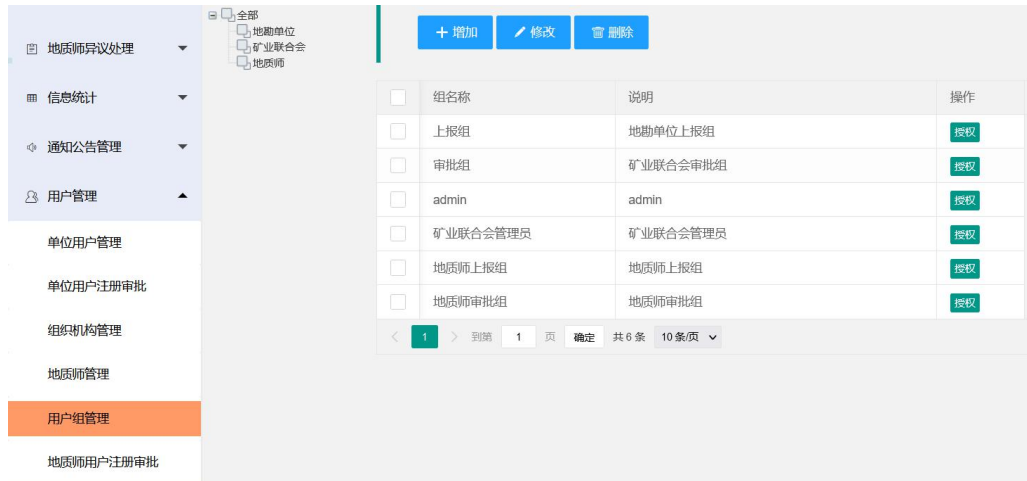 地质师异议处理
信息统计
通知公告管理
用户管理
单位用户管理
单位用户注册审批
组织机构管理
地质师管理
用户组管理
地质师用户注册审批
全部
地勘单位
矿业联合会
地质师
增加 修改 删除
组名称 说明 操作
上报组 地勘单位上报组 授权
审批组 矿业联合会审批组 授权
admin admin 授权
矿业联合会管理员 矿业联合会管理员 授权
地质师上报组 地质师上报组 授权
地质师审批组 地质师审批组 授权
< 1 > 到第 1 页 确定 共 6 条 10 条/页